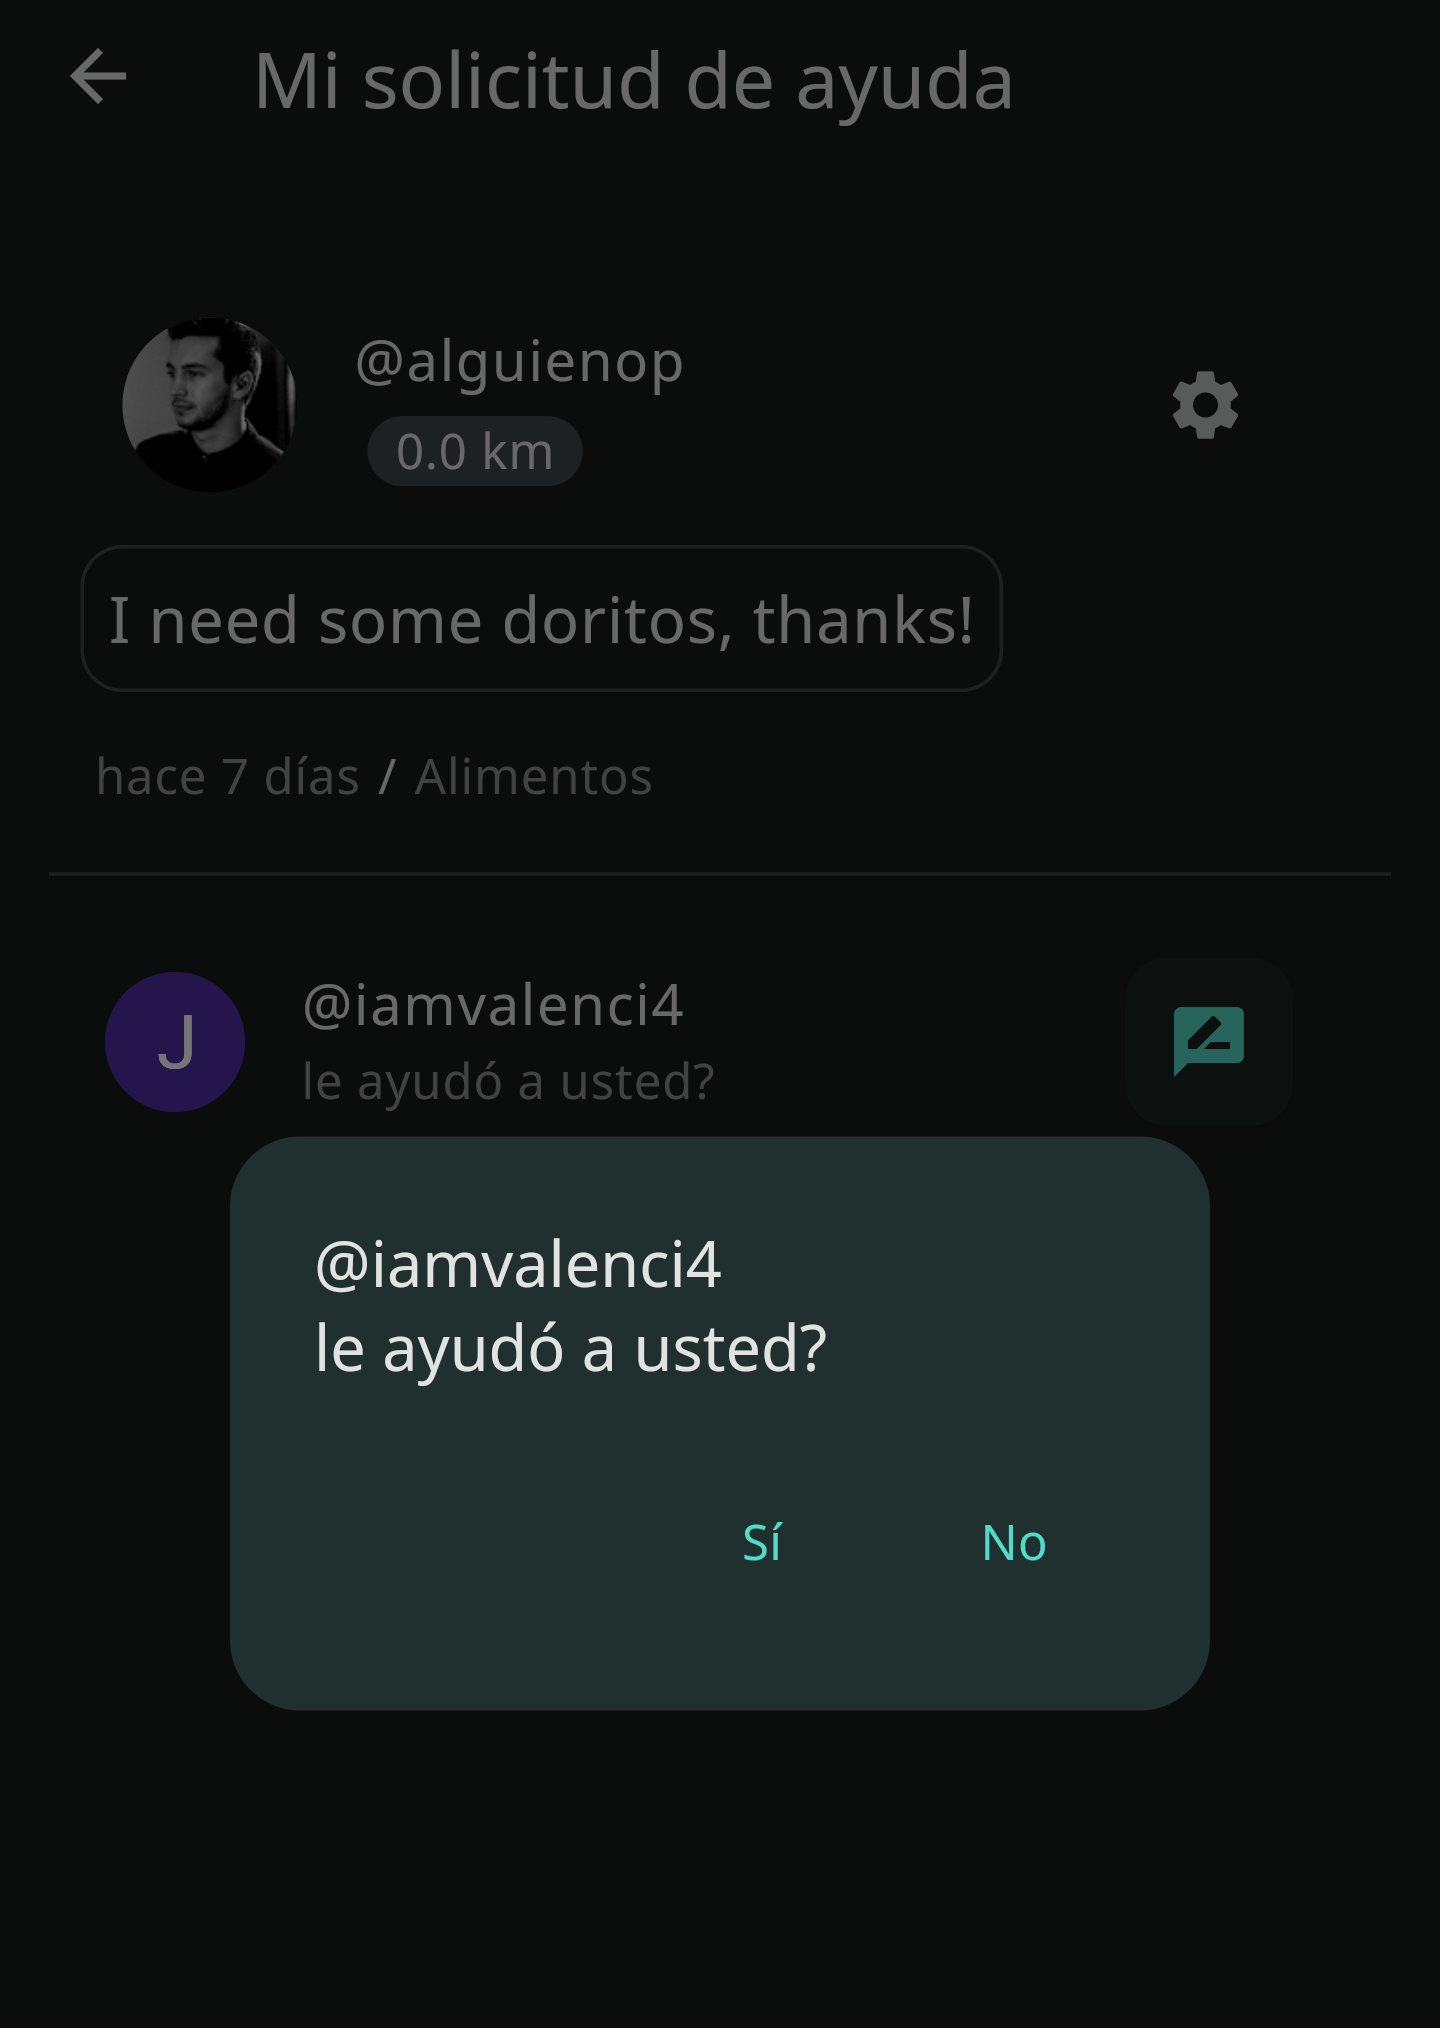 Mi solicitud de ayuda
@alguienop
0.0 km
I need some doritos, thanks!
hace 7 días / Alimentos
J
@iamvalenci4
le ayudó a usted?
@iamvalenci4
le ayudó a usted?
Sí No